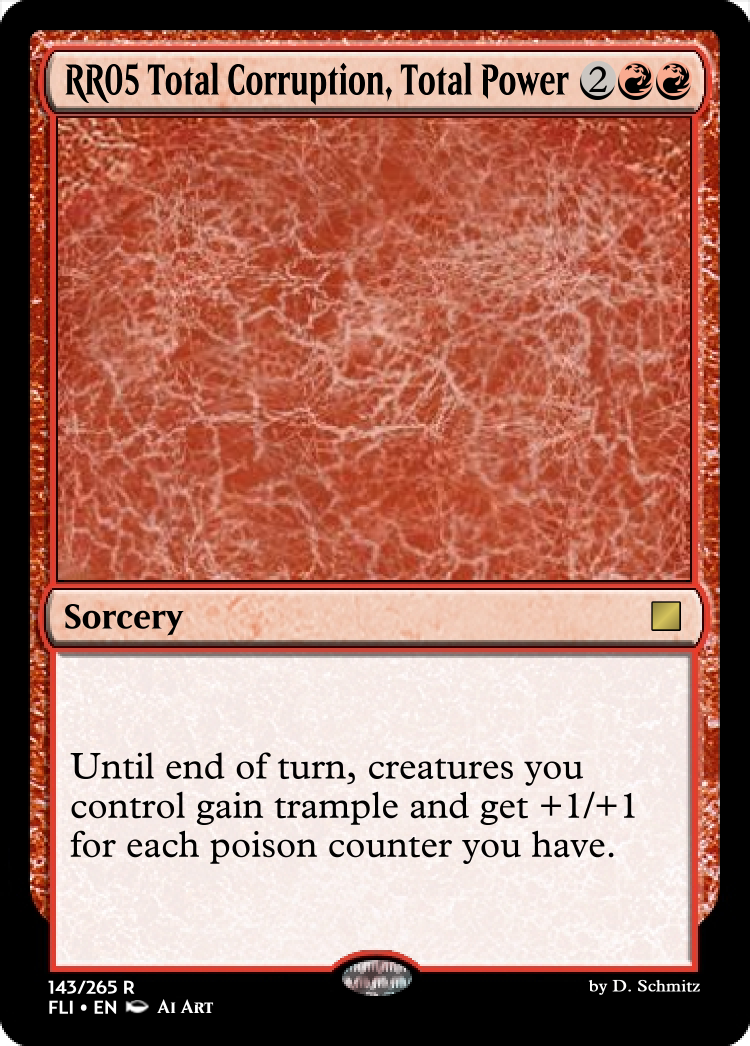 RR05 Total Corruption, Total Power 2
Sorcery
Until end of turn, creatures you
control gain trample and get +1/+1
for each poison counter you have.
143/265 R
FLI • EN AI ART
by D. Schmitz